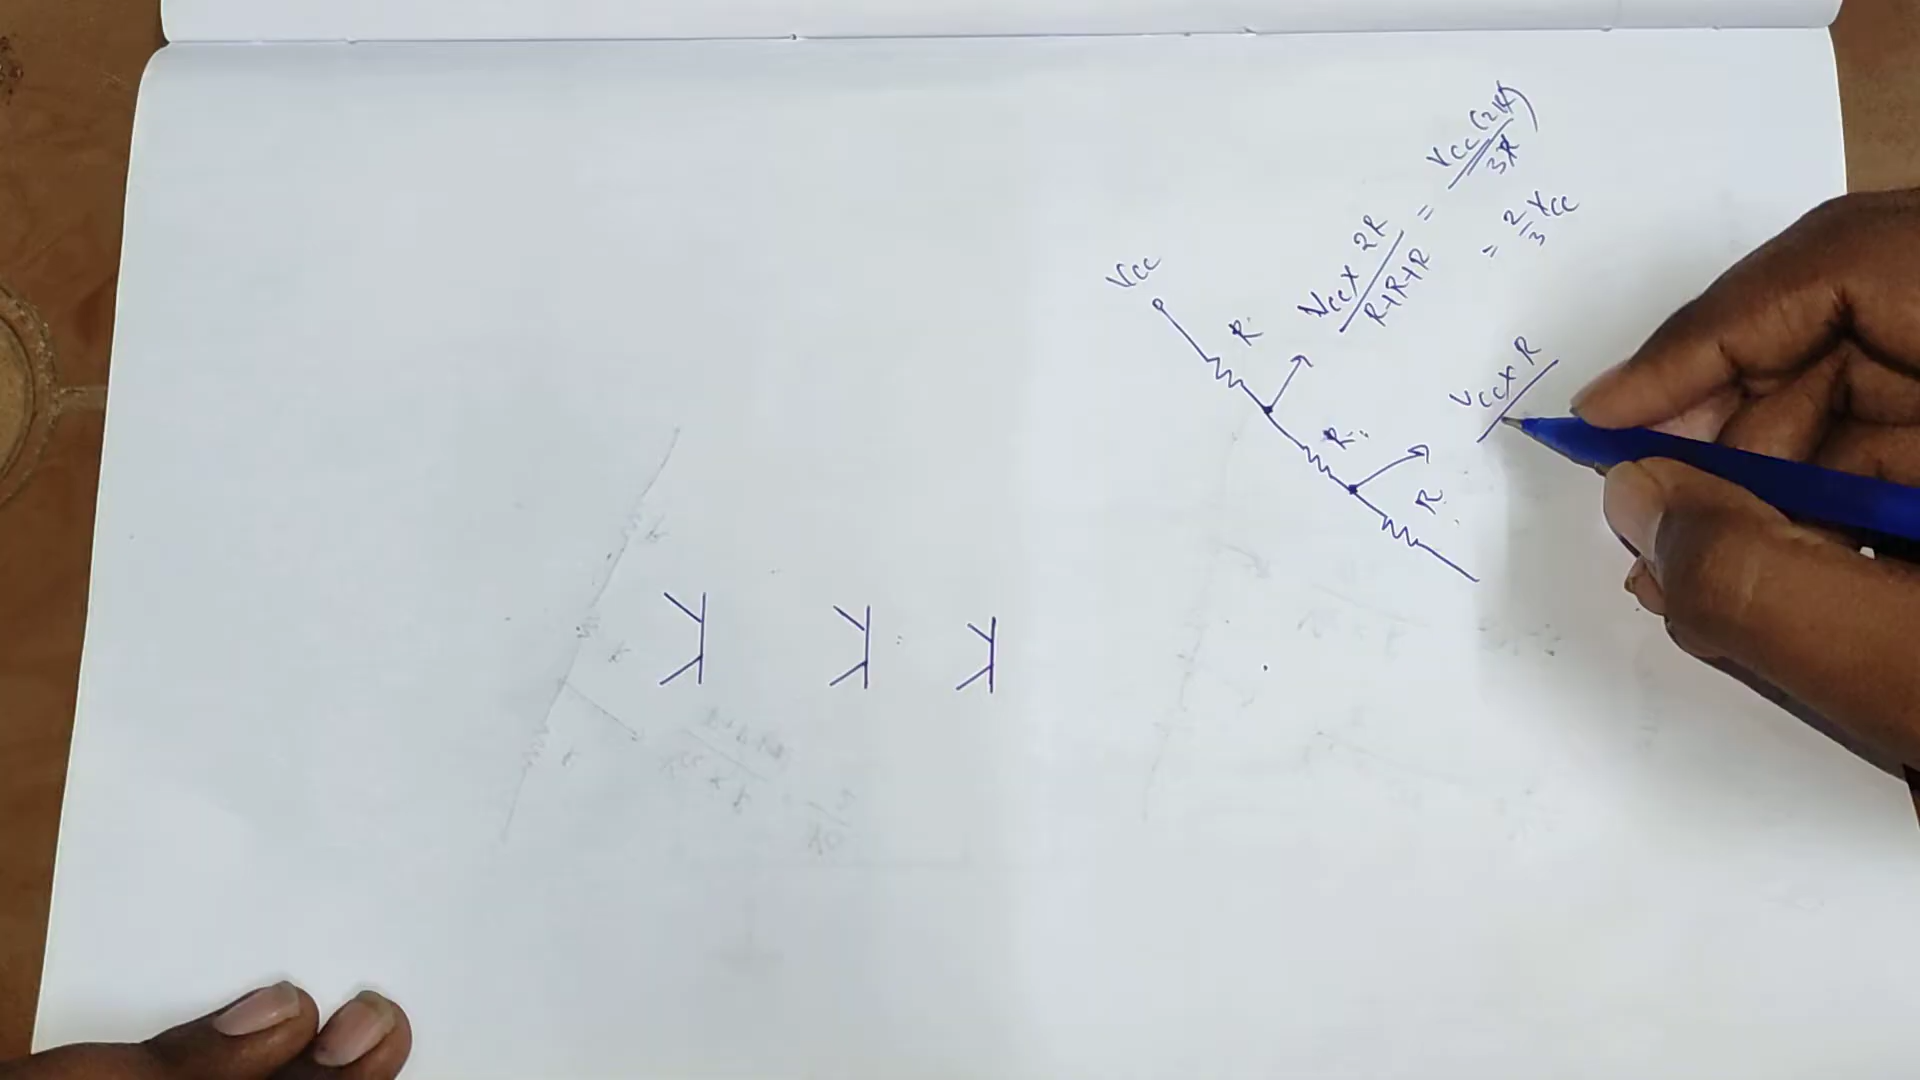 Vcc
R
Vcc x 2R / R+R+R = Vcc(2R) / 3R
= 2/3 Vcc
R
Vcc x R
R